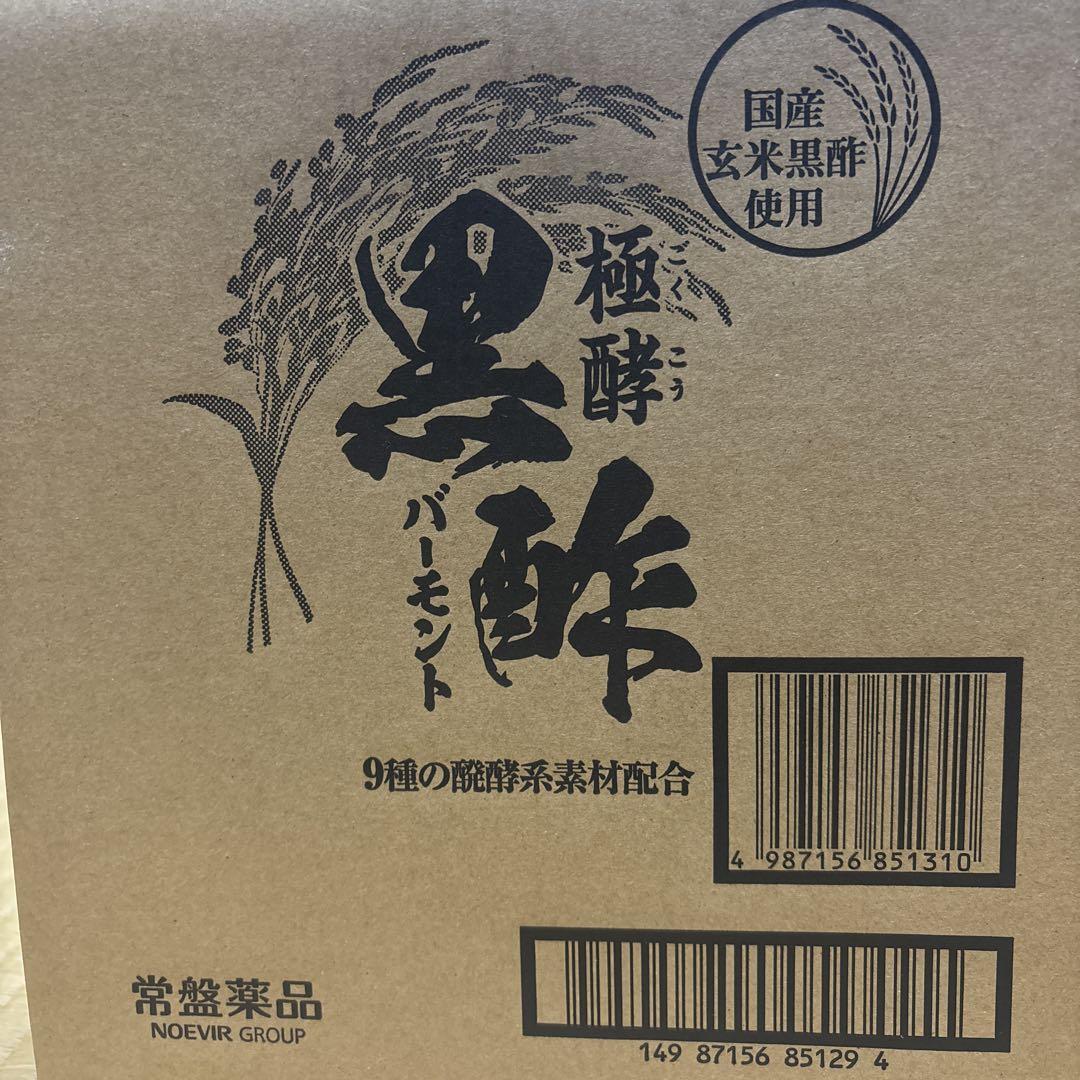 国産
玄米黒酢
使用
極酵
ごくこう
黒酢
バーモント
9種の醗酵系素材配合
4 987156 851310
常盤薬品
NOEVIR GROUP
149 87156 85129 4